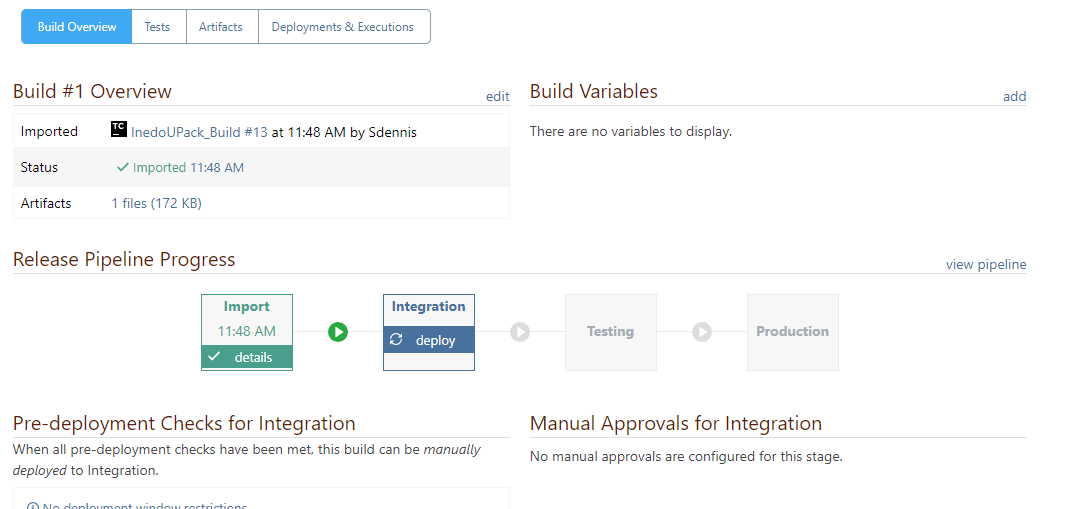 Build Overview Tests Artifacts Deployments & Executions
Build #1 Overview edit
Build Variables add
Imported TC InedoUPack_Build #13 at 11:48 AM by Sdennis
There are no variables to display.
Status Imported 11:48 AM
Artifacts 1 files (172 KB)
Release Pipeline Progress view pipeline
Import
11:48 AM
details
Integration
deploy
Testing
Production
Pre-deployment Checks for Integration
When all pre-deployment checks have been met, this build can be manually
deployed to Integration.
No deployment window restrictions
Manual Approvals for Integration
No manual approvals are configured for this stage.